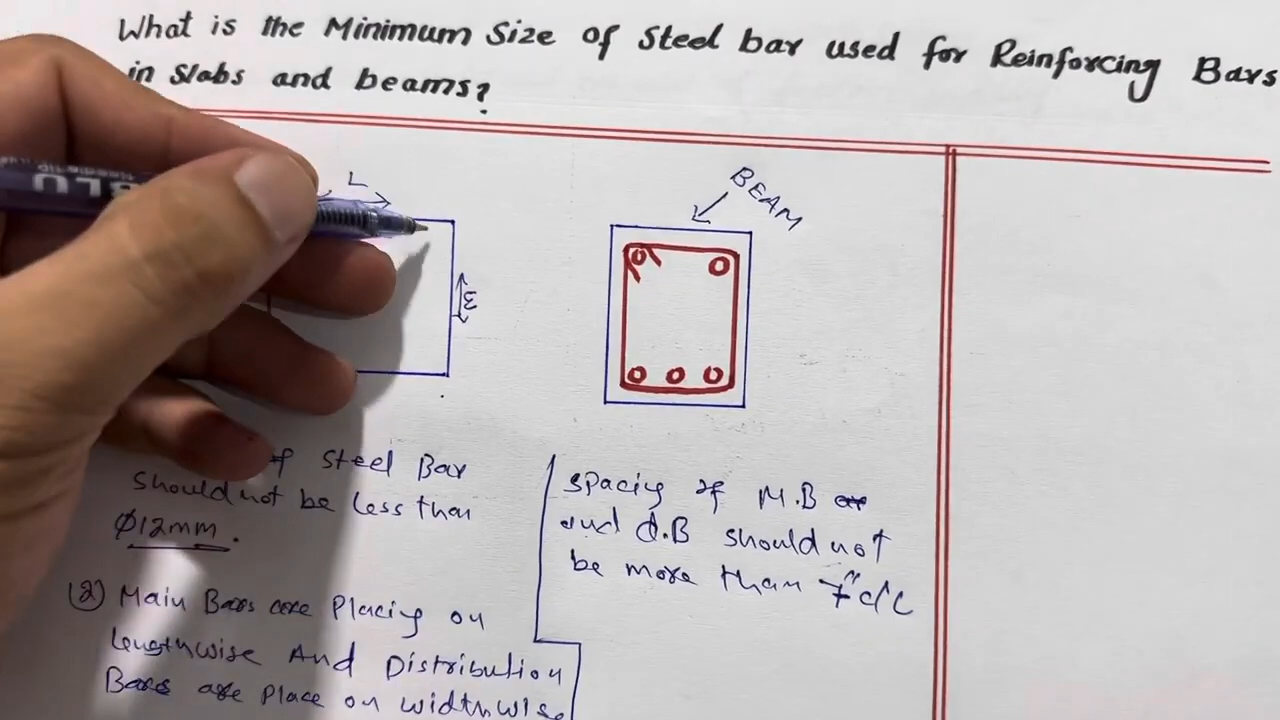 What is the Minimum Size of Steel bar used for Reinforcing Bars
in Slabs and beams?
L
W
BEAM
of Steel Bar
should not be less than
Φ12mm.
(2) Main Bars are Placing on
lengthwise And Distribution
Bars are Place on widthwise
spacing of M.B
and d.B should not
be more than 7" c/c